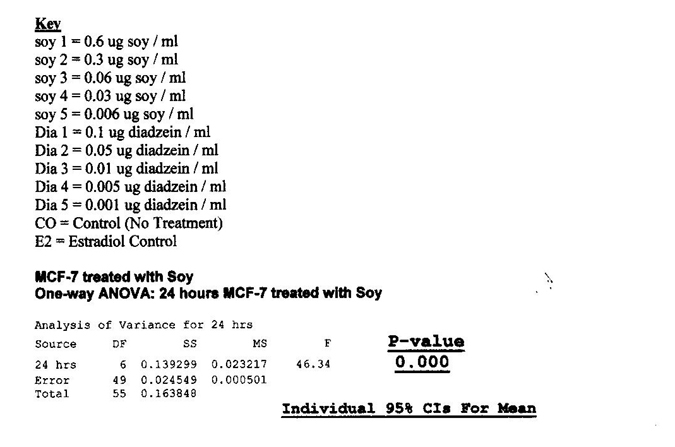 Key
soy 1 = 0.6 ug soy / ml
soy 2 = 0.3 ug soy / ml
soy 3 = 0.06 ug soy / ml
soy 4 = 0.03 ug soy / ml
soy 5 = 0.006 ug soy / ml
Dia 1 = 0.1 ug diadzein / ml
Dia 2 = 0.05 ug diadzein / ml
Dia 3 = 0.01 ug diadzein / ml
Dia 4 = 0.005 ug diadzein / ml
Dia 5 = 0.001 ug diadzein / ml
CO = Control (No Treatment)
E2 = Estradiol Control
MCF-7 treated with Soy
One-way ANOVA: 24 hours MCF-7 treated with Soy
Analysis of Variance for 24 hrs
Source DF SS MS F P-value
24 hrs 6 0.139299 0.023217 46.34 0.000
Error 49 0.024549 0.000501
Total 55 0.163848
Individual 95% CIs For Mean